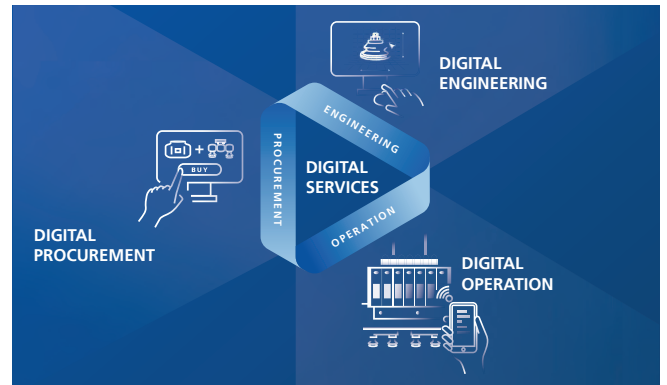 DIGITAL
ENGINEERING
ENGINEERING
PROCUREMENT
DIGITAL
SERVICES
OPERATION
BUY
DIGITAL
PROCUREMENT
DIGITAL
OPERATION